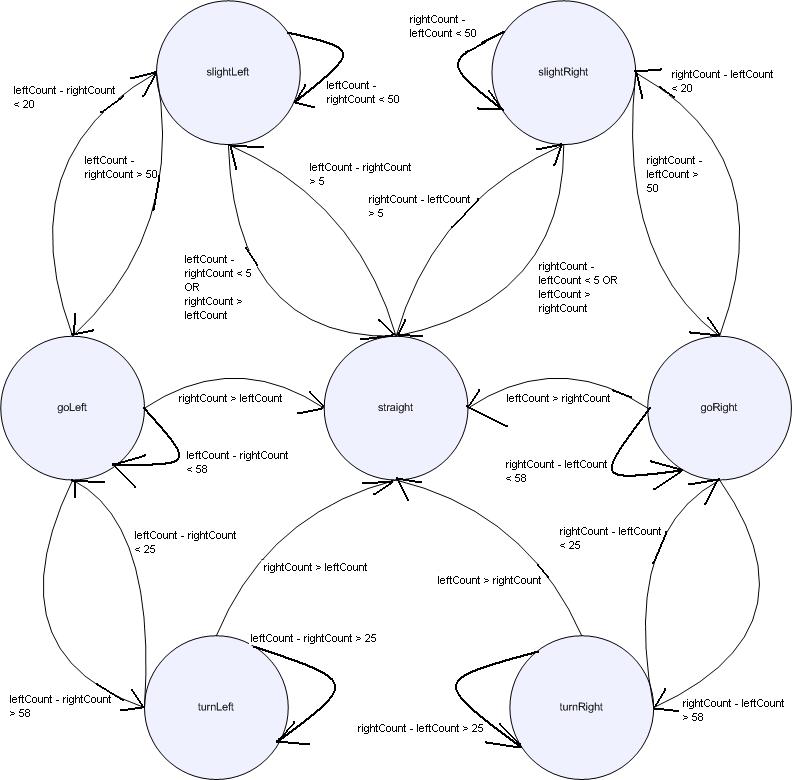 rightCount -
leftCount < 50
slightLeft
slightRight
leftCount - rightCount
< 20
leftCount -
rightCount < 50
rightCount - leftCount
< 20
leftCount -
rightCount > 50
leftCount - rightCount
> 5
rightCount - leftCount
> 5
rightCount -
leftCount >
50
leftCount -
rightCount < 5
OR
rightCount >
leftCount
rightCount -
leftCount < 5 OR
leftCount >
rightCount
goLeft
rightCount > leftCount
straight
leftCount > rightCount
goRight
leftCount - rightCount
< 58
rightCount - leftCount
< 58
leftCount - rightCount
< 25
rightCount - leftCount
< 25
rightCount > leftCount
leftCount > rightCount
leftCount - rightCount > 25
leftCount - rightCount
> 58
turnLeft
rightCount - leftCount > 25
turnRight
rightCount - leftCount
> 58